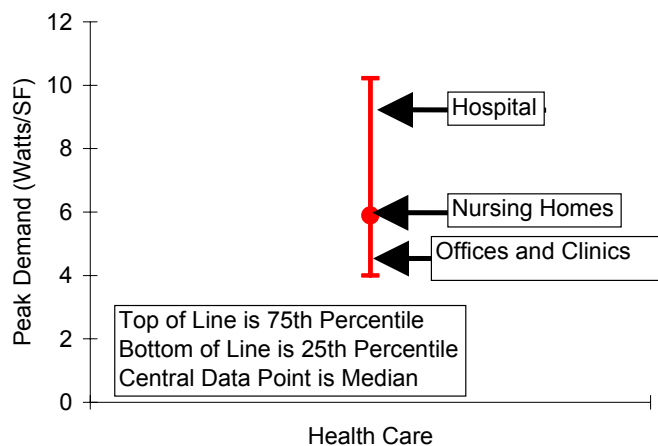 12
10
8
6
4
2
0
Peak Demand (Watts/SF)
Hospital
Nursing Homes
Offices and Clinics
Top of Line is 75th Percentile
Bottom of Line is 25th Percentile
Central Data Point is Median
Health Care